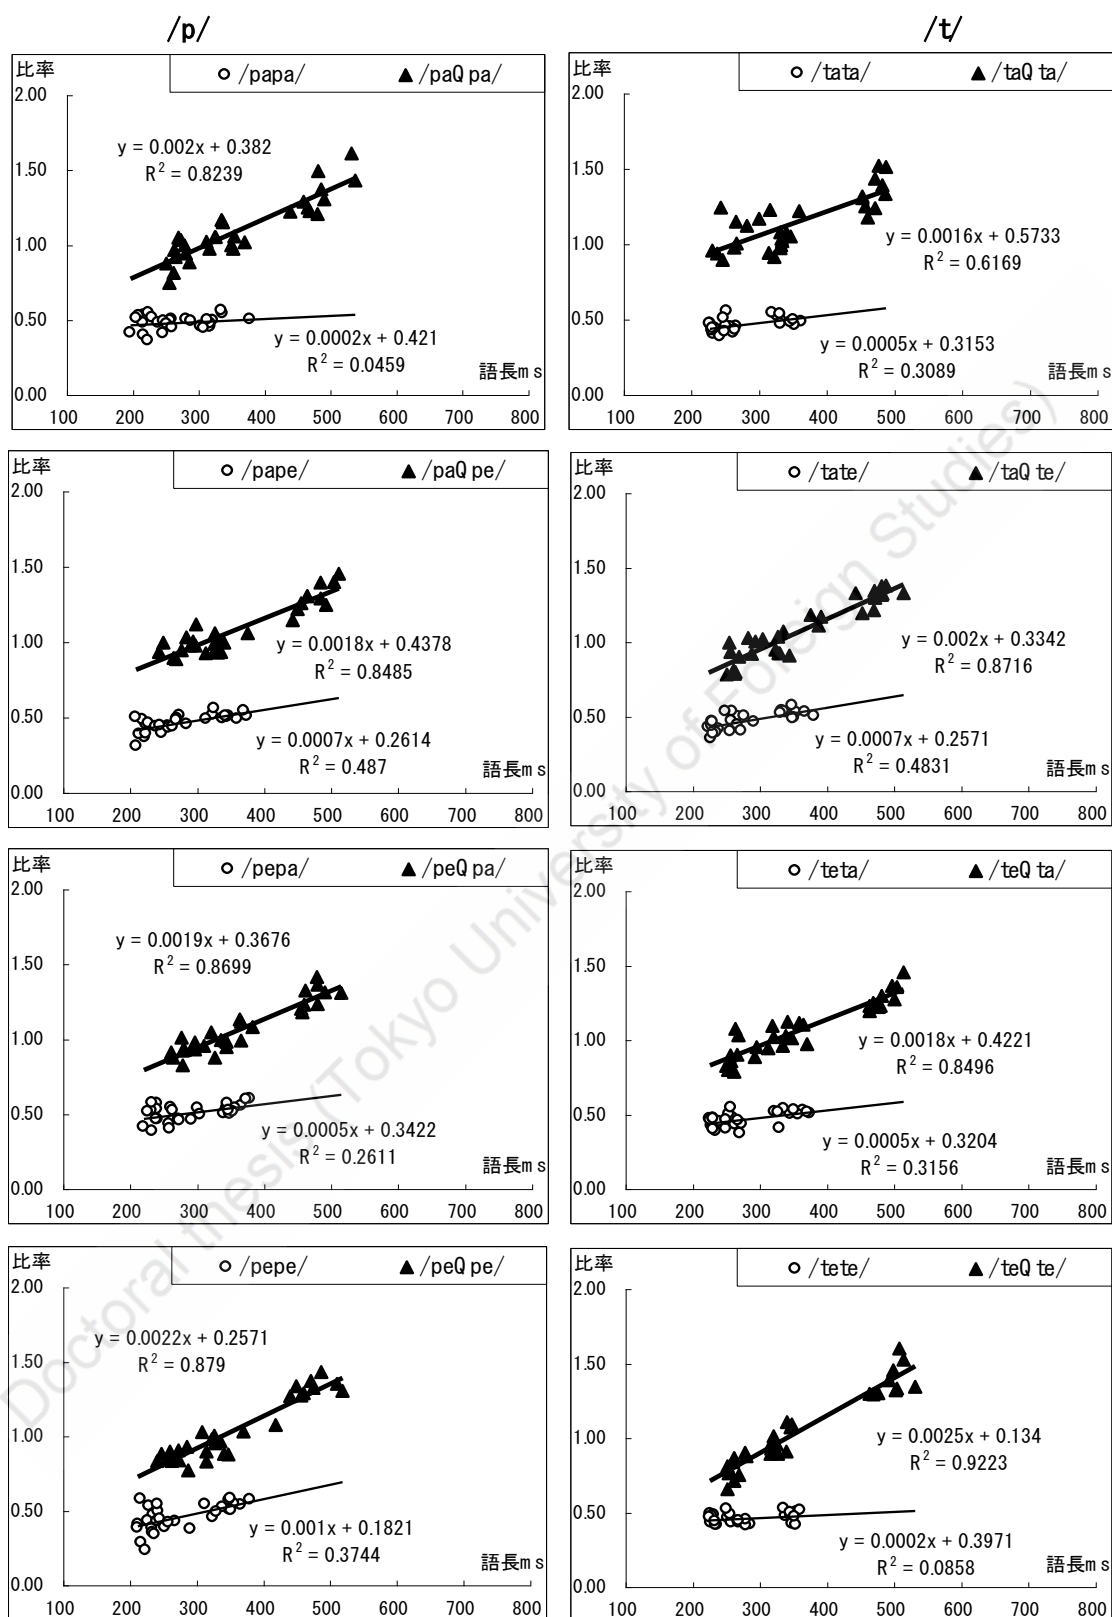 /p/
/t/
比率
/papa/ /paQpa/
2.00
y = 0.002x + 0.382
R² = 0.8239
1.50
1.00
0.50
y = 0.0002x + 0.421
R² = 0.0459
語長ms
0.00
100 200 300 400 500 600 700 800
比率
/tata/ /taQta/
2.00
1.50
y = 0.0016x + 0.5733
R² = 0.6169
1.00
0.50
y = 0.0005x + 0.3153
R² = 0.3089
語長ms
0.00
100 200 300 400 500 600 700 800
比率
/pape/ /paQpe/
2.00
1.50
1.00
y = 0.0018x + 0.4378
R² = 0.8485
0.50
y = 0.0007x + 0.2614
R² = 0.487
語長ms
0.00
100 200 300 400 500 600 700 800
比率
/tate/ /taQte/
2.00
1.50
1.00
y = 0.002x + 0.3342
R² = 0.8716
0.50
y = 0.0007x + 0.2571
R² = 0.4831
語長ms
0.00
100 200 300 400 500 600 700 800
比率
/pepa/ /peQpa/
2.00
y = 0.0019x + 0.3676
R² = 0.8699
1.50
1.00
0.50
y = 0.0005x + 0.3422
R² = 0.2611
語長ms
0.00
100 200 300 400 500 600 700 800
比率
/teta/ /teQta/
2.00
1.50
1.00
y = 0.0018x + 0.4221
R² = 0.8496
0.50
y = 0.0005x + 0.3204
R² = 0.3156
語長ms
0.00
100 200 300 400 500 600 700 800
比率
/pepe/ /peQpe/
2.00
y = 0.0022x + 0.2571
R² = 0.879
1.50
1.00
0.50
y = 0.001x + 0.1821
R² = 0.3744
語長ms
0.00
100 200 300 400 500 600 700 800
比率
/tete/ /teQte/
2.00
1.50
1.00
y = 0.0025x + 0.134
R² = 0.9223
0.50
y = 0.0002x + 0.3971
R² = 0.0858
語長ms
0.00
100 200 300 400 500 600 700 800
Doctoral thesis (Tokyo University of Foreign Studies)